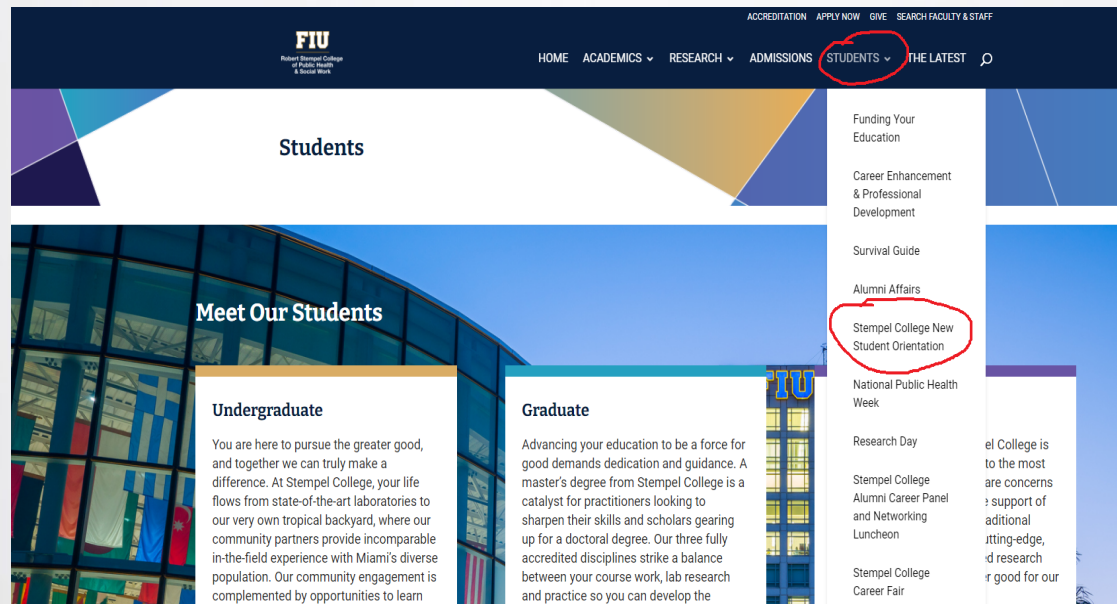 ACCREDITATION APPLY NOW GIVE SEARCH FACULTY & STAFF
FIU
Robert Stempel College
of Public Health
& Social Work
HOME ACADEMICS RESEARCH ADMISSIONS STUDENTS THE LATEST
Students
Funding Your
Education
Career Enhancement
& Professional
Development
Survival Guide
Alumni Affairs
Stempel College New
Student Orientation
National Public Health
Week
Research Day
Stempel College
Alumni Career Panel
and Networking
Luncheon
Stempel College
Career Fair
Meet Our Students
FIU
Undergraduate
You are here to pursue the greater good,
and together we can truly make a
difference. At Stempel College, your life
flows from state-of-the-art laboratories to
our very own tropical backyard, where our
community partners provide incomparable
in-the-field experience with Miami's diverse
population. Our community engagement is
complemented by opportunities to learn
Graduate
Advancing your education to be a force for
good demands dedication and guidance. A
master's degree from Stempel College is a
catalyst for practitioners looking to
sharpen their skills and scholars gearing
up for a doctoral degree. Our three fully
accredited disciplines strike a balance
between your course work, lab research
and practice so you can develop the
College is
to the most
concerns
support of
research
good for our